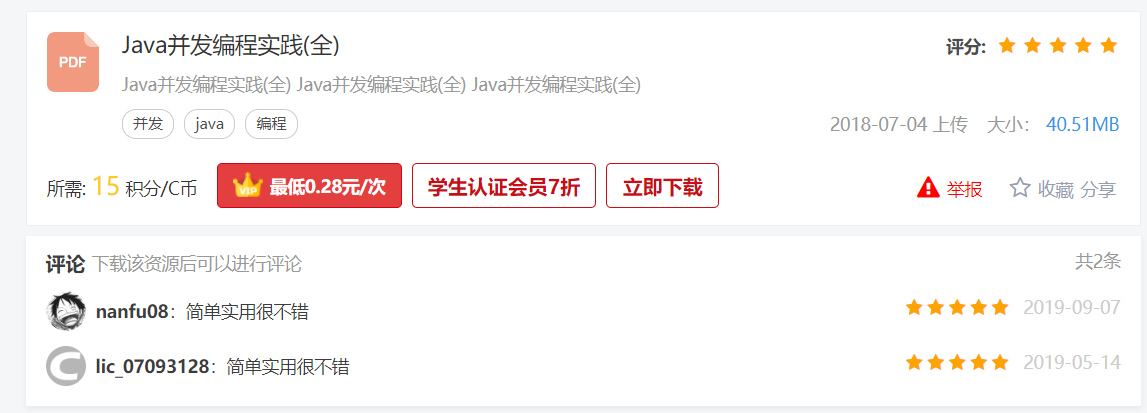 PDF
Java并发编程实践(全)
评分:
Java并发编程实践(全) Java并发编程实践(全) Java并发编程实践(全)
并发 java 编程
2018-07-04 上传 大小： 40.51MB
所需: 15 积分/C币 VIP 最低0.28元/次 学生认证会员7折 立即下载 举报 收藏 分享
评论 下载该资源后可以进行评论 共2条
nanfu08：简单实用很不错 2019-09-07
lic_07093128：简单实用很不错 2019-05-14